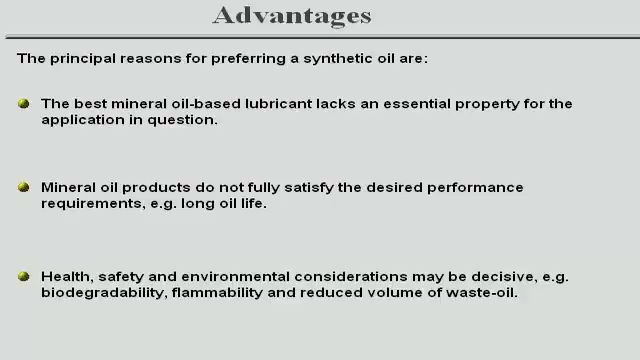 Advantages
The principal reasons for preferring a synthetic oil are:
The best mineral oil-based lubricant lacks an essential property for the
application in question.
Mineral oil products do not fully satisfy the desired performance
requirements, e.g. long oil life.
Health, safety and environmental considerations may be decisive, e.g.
biodegradability, flammability and reduced volume of waste-oil.